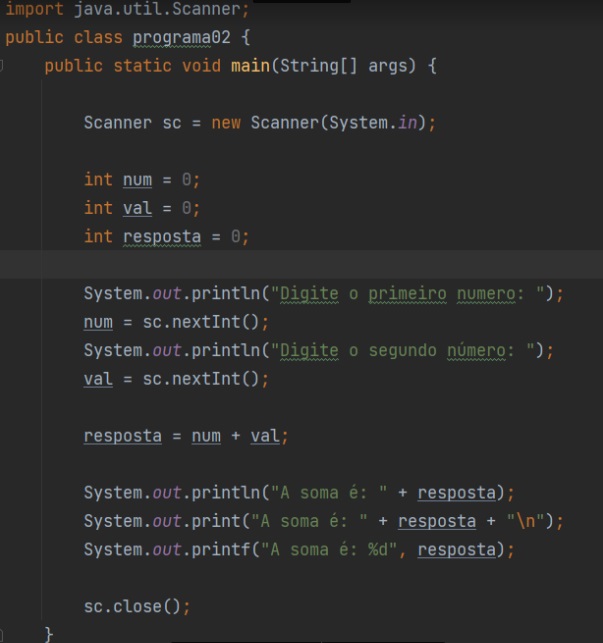 import java.util.Scanner;
public class programa02 {
public static void main(String[] args) {
Scanner sc = new Scanner(System.in);
int num = 0;
int val = 0;
int resposta = 0;
System.out.println("Digite o primeiro numero: ");
num = sc.nextInt();
System.out.println("Digite o segundo número: ");
val = sc.nextInt();
resposta = num + val;
System.out.println("A soma é: " + resposta);
System.out.print("A soma é: " + resposta + "\n");
System.out.printf("A soma é: %d", resposta);
sc.close();
}